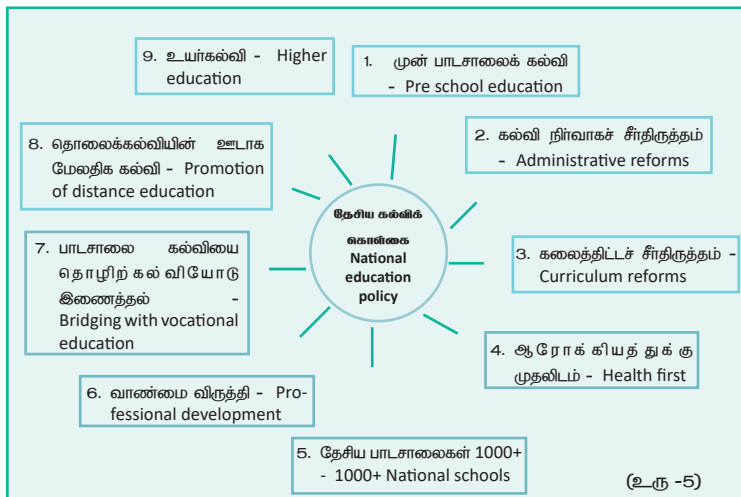 9. உயர்கல்வி - Higher
education
1. முன் பாடசாலைக் கல்வி
- Pre school education
8. தொலைக்கல்வியின் ஊடாக
மேலதிக கல்வி - Promotion
of distance education
2. கல்வி நிர்வாகச் சீர்திருத்தம்
- Administrative reforms
தேசிய கல்விக்
கொள்கை
National
education
policy
7. பாடசாலை கல்வியை
தொழிற்கல்வியோடு
இணைத்தல் -
Bridging with vocational
education
3. கலைத்திட்டச் சீர்திருத்தம் -
Curriculum reforms
4. ஆரோக்கியத்துக்கு
முதலிடம் - Health first
6. வாண்மை விருத்தி - Pro-
fessional development
5. தேசிய பாடசாலைகள் 1000+
- 1000+ National schools
(உரு -5)